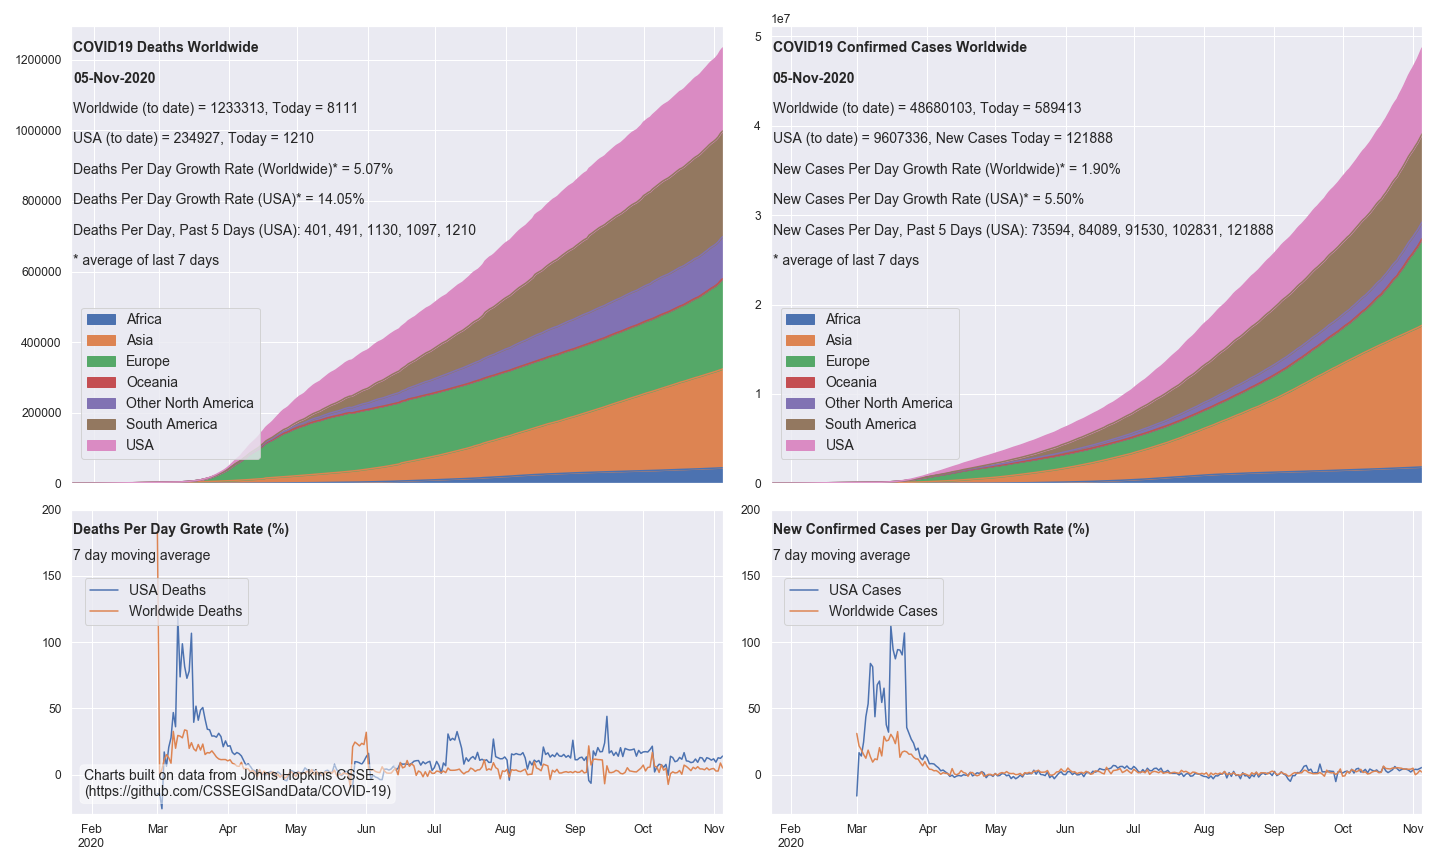 COVID19 Deaths Worldwide
05-Nov-2020
Worldwide (to date) = 1233313, Today = 8111
USA (to date) = 234927, Today = 1210
Deaths Per Day Growth Rate (Worldwide)* = 5.07%
Deaths Per Day Growth Rate (USA)* = 14.05%
Deaths Per Day, Past 5 Days (USA): 401, 491, 1130, 1097, 1210
* average of last 7 days
1200000
1000000
800000
600000
400000
200000
0
Africa
Asia
Europe
Oceania
Other North America
South America
USA
1e7
COVID19 Confirmed Cases Worldwide
05-Nov-2020
Worldwide (to date) = 48680103, Today = 589413
USA (to date) = 9607336, New Cases Today = 121888
New Cases Per Day Growth Rate (Worldwide)* = 1.90%
New Cases Per Day Growth Rate (USA)* = 5.50%
New Cases Per Day, Past 5 Days (USA): 73594, 84089, 91530, 102831, 121888
* average of last 7 days
5
4
3
2
1
0
Africa
Asia
Europe
Oceania
Other North America
South America
USA
Deaths Per Day Growth Rate (%)
7 day moving average
USA Deaths
Worldwide Deaths
200
150
100
50
0
Charts built on data from Johns Hopkins CSSE
(https://github.com/CSSEGISandData/COVID-19)
Feb Mar Apr May Jun Jul Aug Sep Oct Nov
2020
New Confirmed Cases per Day Growth Rate (%)
7 day moving average
USA Cases
Worldwide Cases
200
150
100
50
0
Feb Mar Apr May Jun Jul Aug Sep Oct Nov
2020